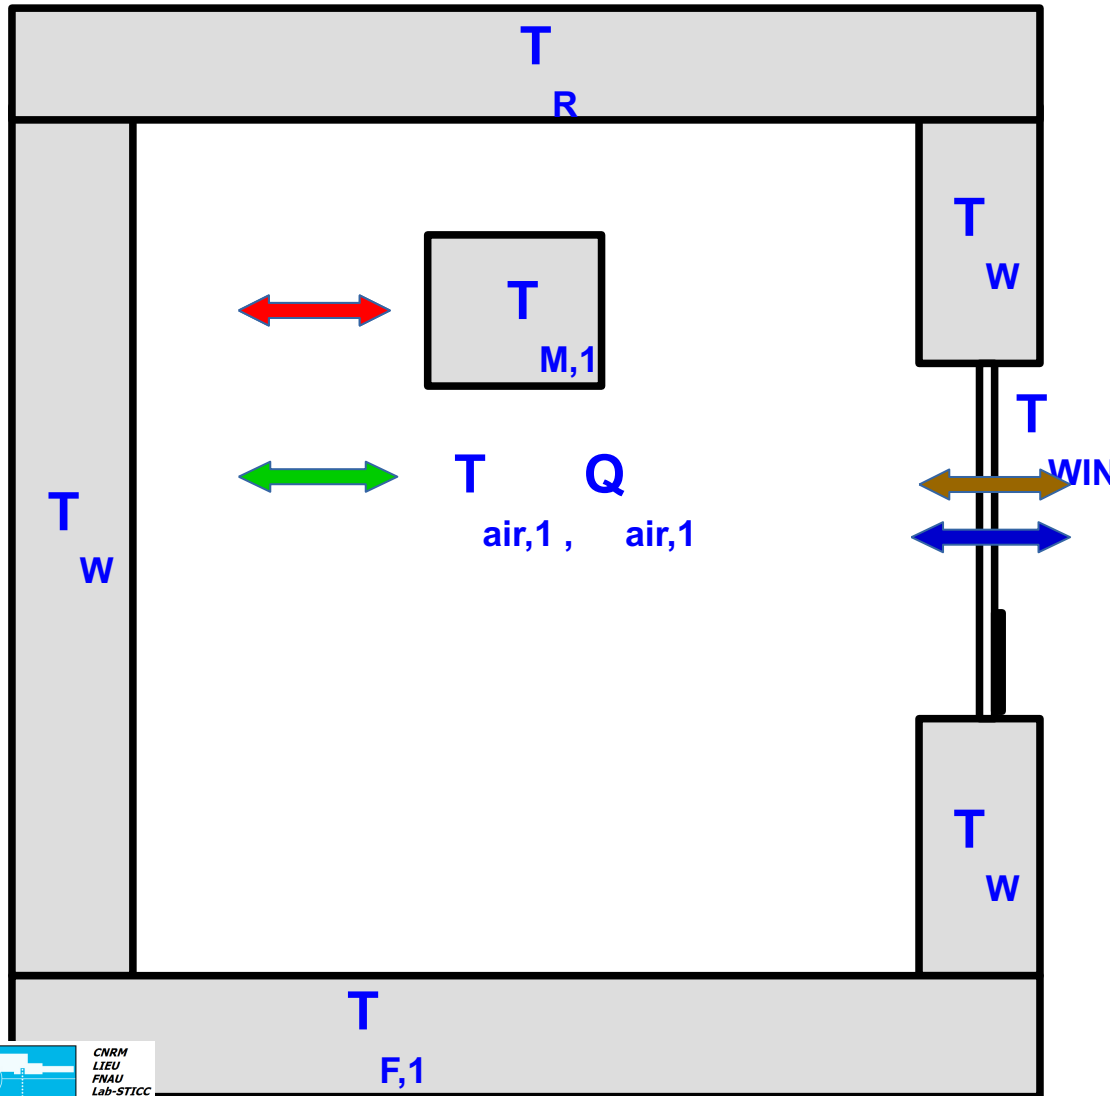 T
R
T
W
T
M,1
T
WIN
T Q
air,1 , air,1
T
W
T
W
T
F,1
CNRM
LIEU
FNAU
Lab-STICC